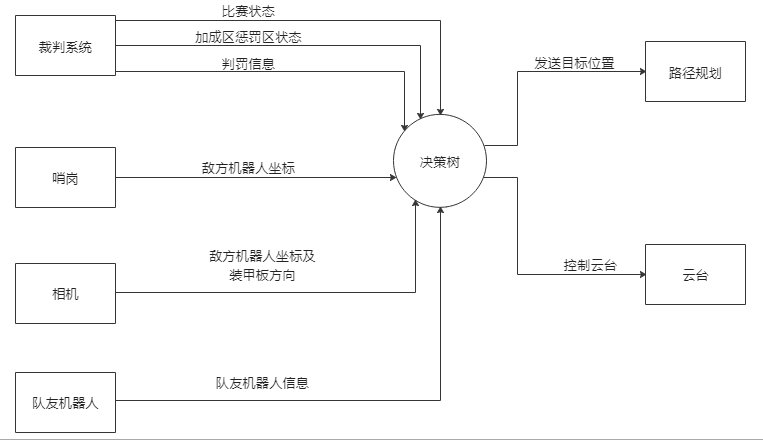 比赛状态
裁判系统
加成区惩罚区状态
判罚信息
发送目标位置
路径规划
哨岗
敌方机器人坐标
决策树
敌方机器人坐标及
装甲板方向
相机
控制云台
云台
队友机器人信息
队友机器人